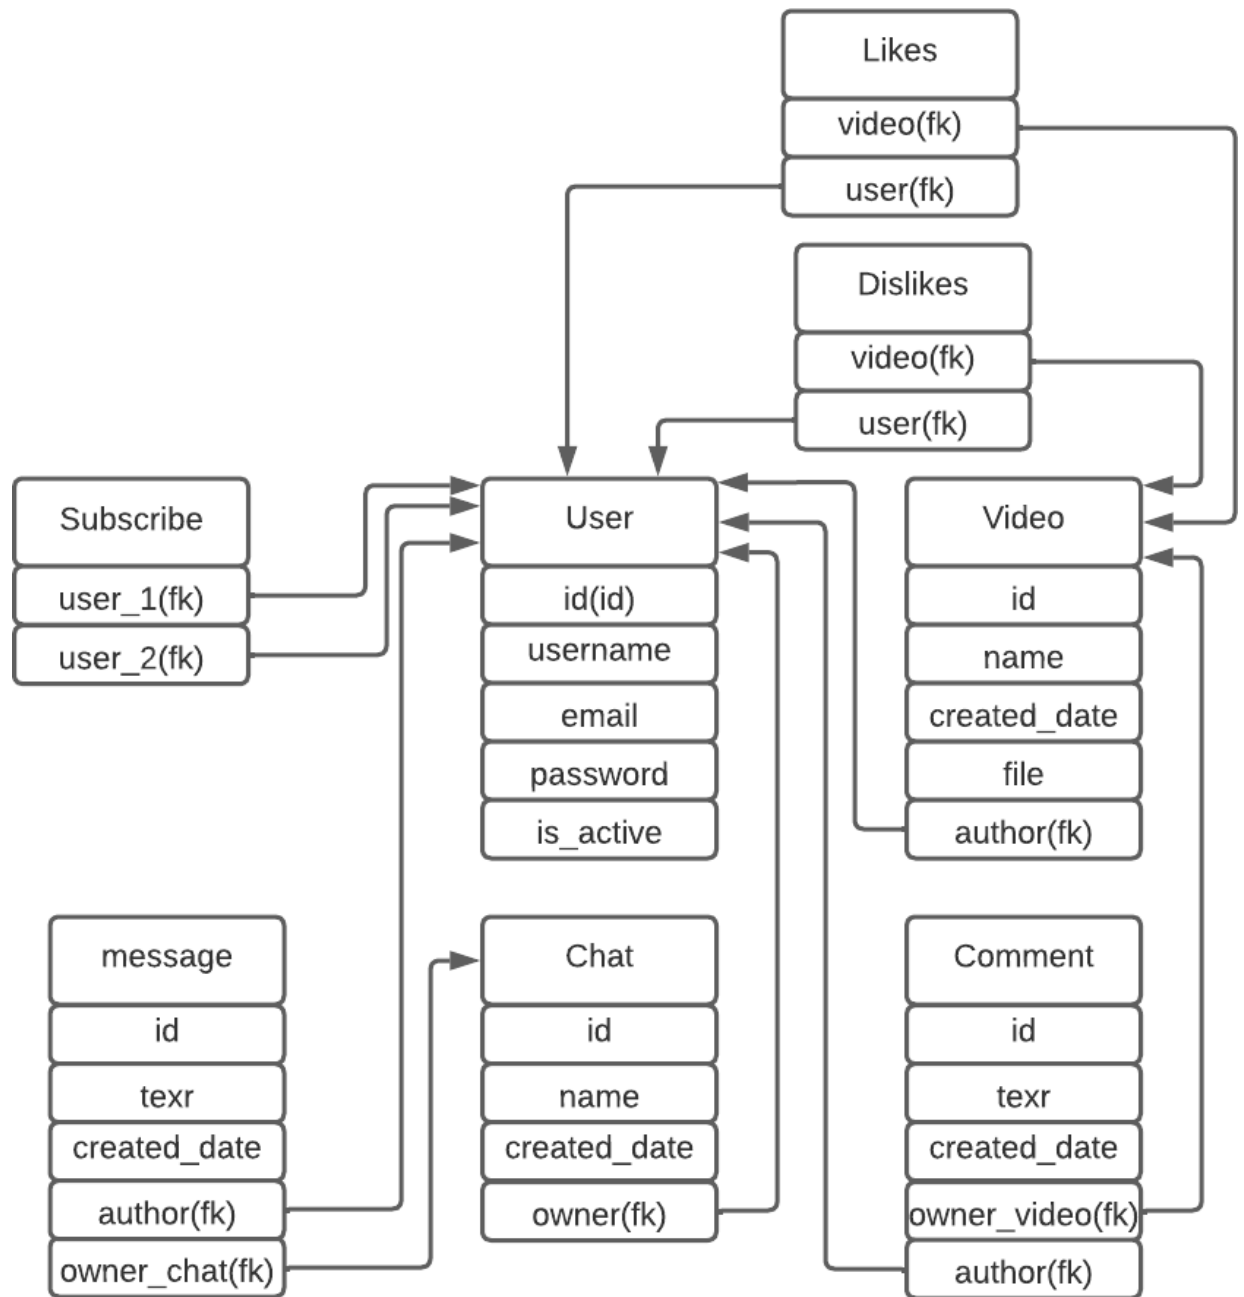 Likes
video(fk)
user(fk)
Dislikes
video(fk)
user(fk)
Subscribe
user_1(fk)
user_2(fk)
User
id(id)
username
email
password
is_active
Video
id
name
created_date
file
author(fk)
message
id
texr
created_date
author(fk)
owner_chat(fk)
Chat
id
name
created_date
owner(fk)
Comment
id
texr
created_date
owner_video(fk)
author(fk)